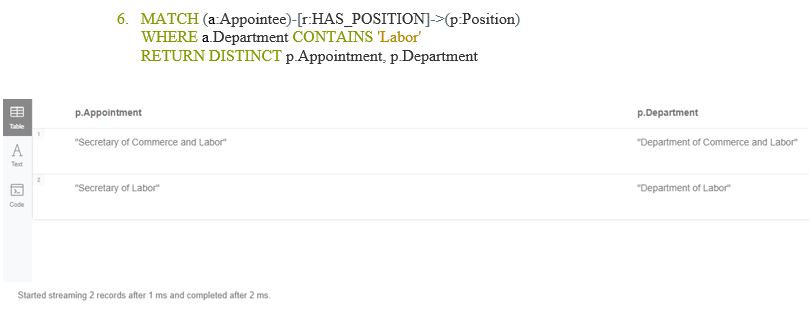 6. MATCH (a:Appointee)-[r:HAS_POSITION]->(p:Position)
WHERE a.Department CONTAINS 'Labor'
RETURN DISTINCT p.Appointment, p.Department
p.Appointment p.Department
Table
1
"Secretary of Commerce and Labor" "Department of Commerce and Labor"
A
Text
2
"Secretary of Labor" "Department of Labor"
Code
Started streaming 2 records after 1 ms and completed after 2 ms.